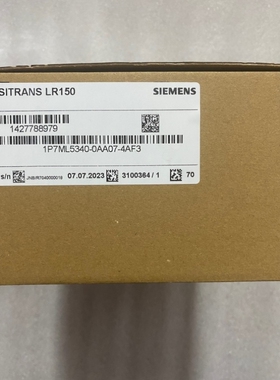 SITRANS LR150
SIEMENS
1427788979
1P7ML5340-0AA07-4AF3
s/n
07.07.2023
3100364 / 1
70